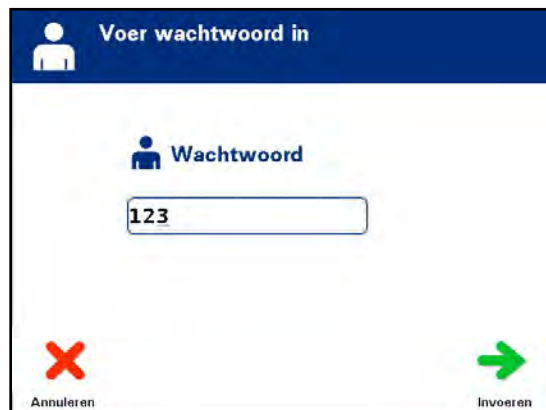 Voer wachtwoord in
Wachtwoord
123
Annuleren
Invoeren